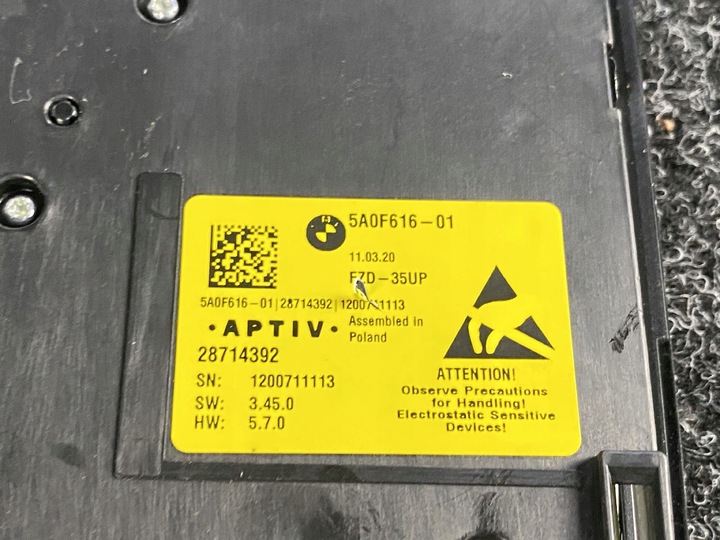 5A0F616-01
11.03.20
FZD-35UP
5A0F616-01|28714392|1200711113
·APTIV·
Assembled in
Poland
28714392
SN: 1200711113
SW: 3.45.0
HW: 5.7.0
ATTENTION!
Observe Precautions
for Handling!
Electrostatic Sensitive
Devices!